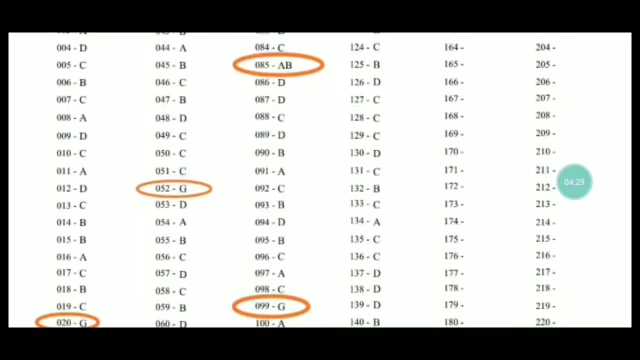 004 - D 044 - A 084 - C 124 - C 164 - 204 -
005 - C 045 - B 085 - AB 125 - B 165 - 205 -
006 - B 046 - C 086 - D 126 - D 166 - 206 -
007 - C 047 - B 087 - D 127 - C 167 - 207 -
008 - A 048 - D 088 - C 128 - C 168 - 208 -
009 - D 049 - C 089 - D 129 - C 169 - 209 -
010 - C 050 - C 090 - B 130 - D 170 - 210 -
011 - A 051 - C 091 - A 131 - C 171 - 211 -
012 - D 052 - G 092 - C 132 - B 172 - 212 - 04:29
013 - C 053 - D 093 - B 133 - C 173 - 213 -
014 - B 054 - A 094 - D 134 - A 174 - 214 -
015 - B 055 - B 095 - B 135 - C 175 - 215 -
016 - A 056 - C 096 - C 136 - C 176 - 216 -
017 - C 057 - D 097 - A 137 - D 177 - 217 -
018 - B 058 - C 098 - C 138 - D 178 - 218 -
019 - C 059 - B 099 - G 139 - D 179 - 219 -
020 - G 060 - D 100 - A 140 - B 180 - 220 -